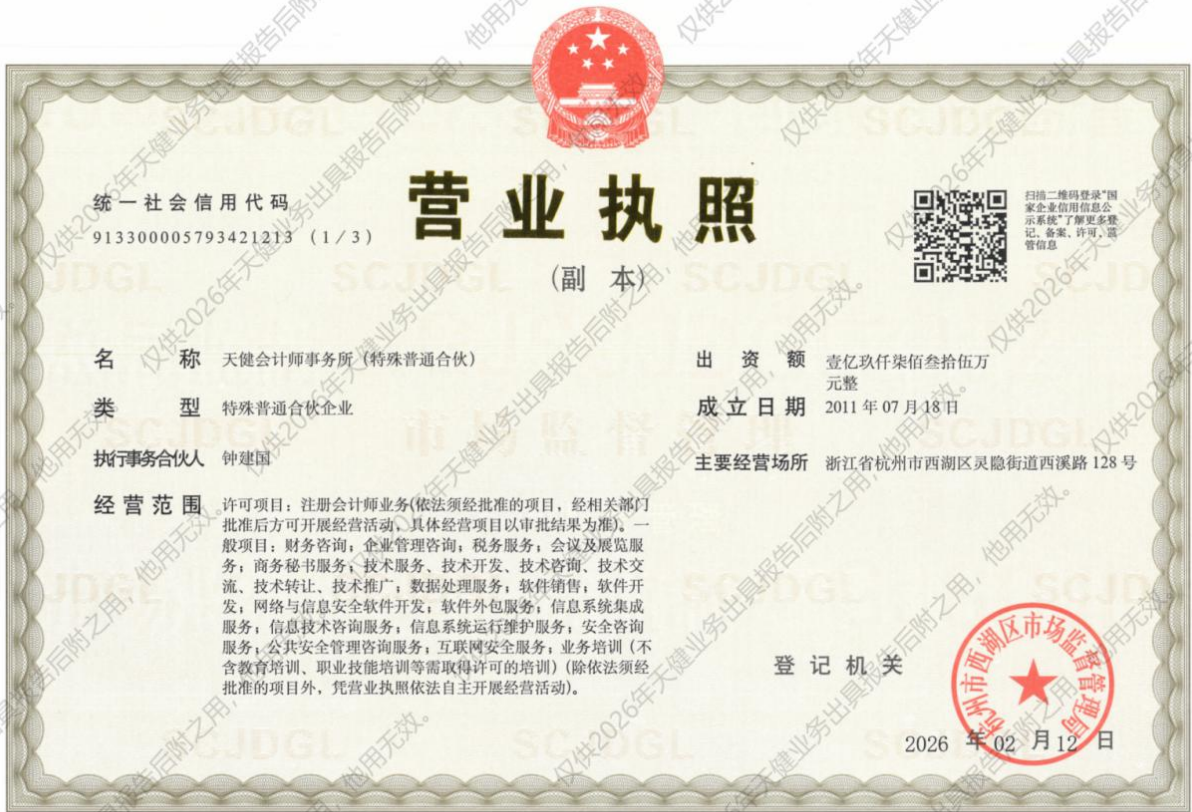 营业执照
(副 本)
统一社会信用代码
913300005793421213 (1/3)
扫描二维码登录“国
家企业信用信息公
示系统”了解更多登
记、备案、许可、监
管信息
名 称 天健会计师事务所（特殊普通合伙）
类 型 特殊普通合伙企业
执行事务合伙人 钟建国
经营范围 许可项目：注册会计师业务(依法须经批准的项目，经相关部门
批准后方可开展经营活动，具体经营项目以审批结果为准)。一
般项目：财务咨询；企业管理咨询；税务服务；会议及展览服
务；商务秘书服务；技术服务、技术开发、技术咨询、技术交
流、技术转让、技术推广；数据处理服务；软件销售；软件开
发；网络与信息安全软件开发；软件外包服务；信息系统集成
服务；信息技术咨询服务；信息系统运行维护服务；安全咨询
服务；公共安全管理咨询服务；互联网安全服务；业务培训（不
含教育培训、职业技能培训等需取得许可的培训）(除依法须经
批准的项目外，凭营业执照依法自主开展经营活动)。
出资额 壹亿玖仟柒佰叁拾伍万
元整
成立日期 2011年07月18日
主要经营场所 浙江省杭州市西湖区灵隐街道西溪路128号
登记机关
杭州市西湖区市场监督管理局
2026 年 02 月 12 日
仅供2026年天健业务出具报告后附之用，他用无效。
SCJDGL
市场监督管理